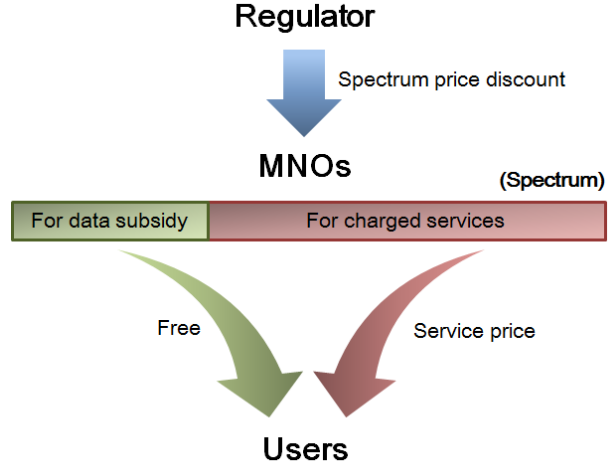 Regulator
Spectrum price discount
MNOs
(Spectrum)
For data subsidy
For charged services
Free
Service price
Users